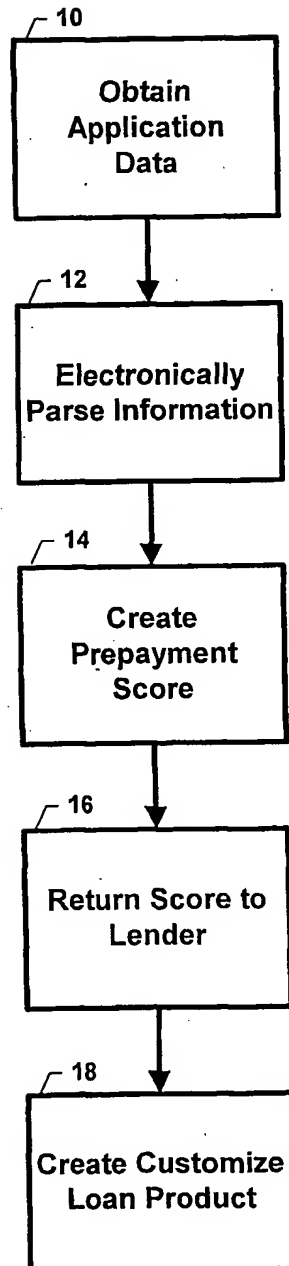 10
Obtain
Application
Data
12
Electronically
Parse Information
14
Create
Prepayment
Score
16
Return Score to
Lender
18
Create Customize
Loan Product